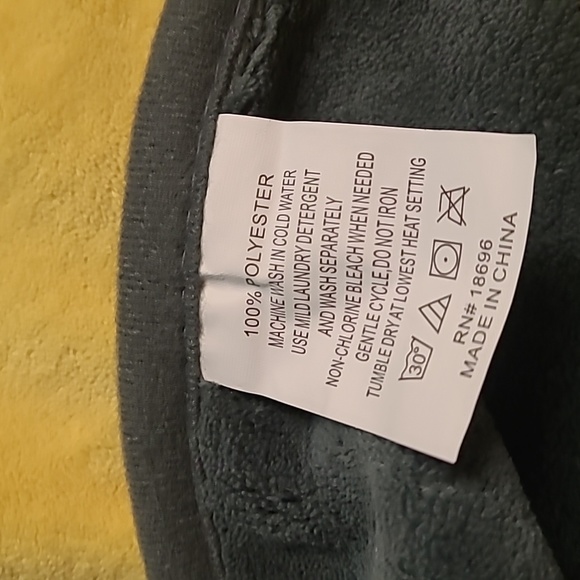 100% POLYESTER
MACHINE WASH IN COLD WATER
USE MILD LAUNDRY DETERGENT
AND WASH SEPARATELY
NON-CHLORINE BLEACH WHEN NEEDED
GENTLE CYCLE,DO NOT IRON
TUMBLE DRY AT LOWEST HEAT SETTING
30°
RN# 18696
MADE IN CHINA